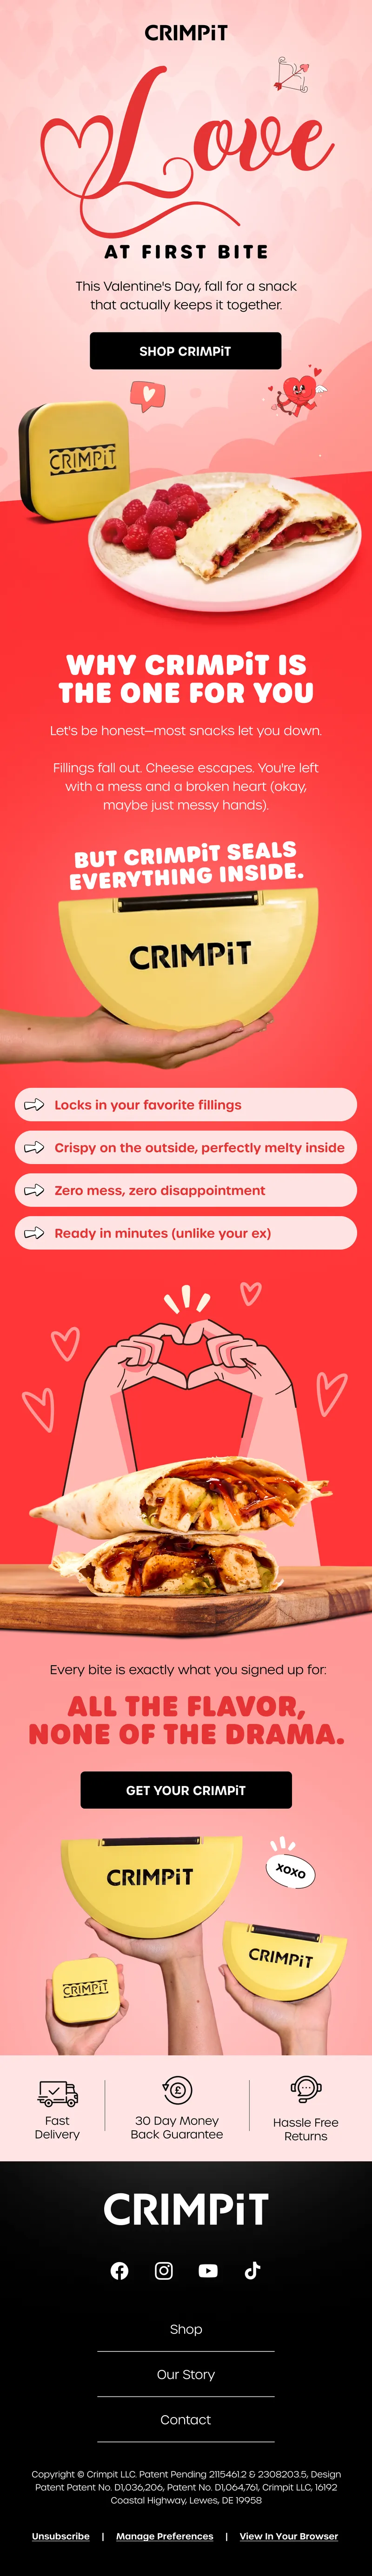 CRIMPiT
Love
AT FIRST BITE
This Valentine's Day, fall for a snack
that actually keeps it together.
SHOP CRIMPiT
CRIMPiT
WHY CRIMPiT IS
THE ONE FOR YOU
Let's be honest—most snacks let you down.
Fillings fall out. Cheese escapes. You're left
with a mess and a broken heart (okay,
maybe just messy hands).
BUT CRIMPiT SEALS
EVERYTHING INSIDE.
CRIMPiT
Locks in your favorite fillings
Crispy on the outside, perfectly melty inside
Zero mess, zero disappointment
Ready in minutes (unlike your ex)
Every bite is exactly what you signed up for:
ALL THE FLAVOR,
NONE OF THE DRAMA.
GET YOUR CRIMPiT
CRIMPiT
XOXO
CRIMPiT
CRIMPiT
Fast
Delivery
£
30 Day Money
Back Guarantee
Hassle Free
Returns
CRIMPiT
Shop
Our Story
Contact
Copyright © Crimpit LLC. Patent Pending 2115461.2 & 2308203.5, Design
Patent Patent No. D1,036,206, Patent No. D1,064,761, Crimpit LLC, 16192
Coastal Highway, Lewes, DE 19958
Unsubscribe | Manage Preferences | View In Your Browser